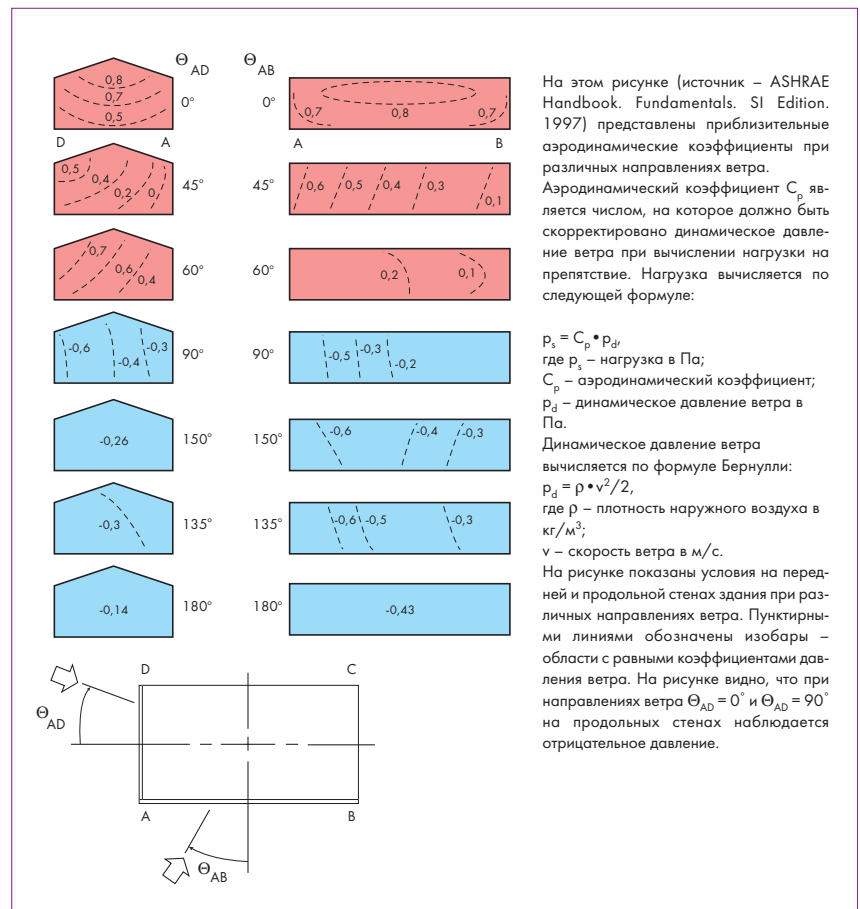 Θ AD
Θ AB
0,8
0,7
0,5
0°
0°
0,7
0,8
0,7
D
A
A
B
0,5
0,4
0,2
0,
45°
45°
0,6
0,5
0,4
0,3
0,1
0,7
0,6
0,4
60°
60°
0,2
0,1
-0,6
-0,4
-0,3
90°
90°
-0,5
-0,3
-0,2
-0,26
150°
150°
-0,6
-0,4
-0,3
-0,3
135°
135°
-0,6
-0,5
-0,3
-0,14
180°
180°
-0,43
D
C
Θ AD
A
B
Θ AB
На этом рисунке (источник – ASHRAE
Handbook. Fundamentals. SI Edition.
1997) представлены приблизительные
аэродинамические коэффициенты при
различных направлениях ветра.
Аэродинамический коэффициент Cp яв-
ляется числом, на которое должно быть
скорректировано динамическое давле-
ние ветра при вычислении нагрузки на
препятствие. Нагрузка вычисляется по
следующей формуле:
ps = Cp • pd,
где ps – нагрузка в Па;
Cp – аэродинамический коэффициент;
pd – динамическое давление ветра в
Па.
Динамическое давление ветра
вычисляется по формуле Бернулли:
pd = ρ • v²/2,
где ρ – плотность наружного воздуха в
кг/м³;
v – скорость ветра в м/с.
На рисунке показаны условия на перед-
ней и продольной стенах здания при раз-
личных направлениях ветра. Пунктирны-
ми линиями обозначены изобары –
области с равными коэффициентами дав-
ления ветра. На рисунке видно, что при
направлениях ветра ΘAD = 0° и ΘAD = 90°
на продольных стенах наблюдается
отрицательное давление.